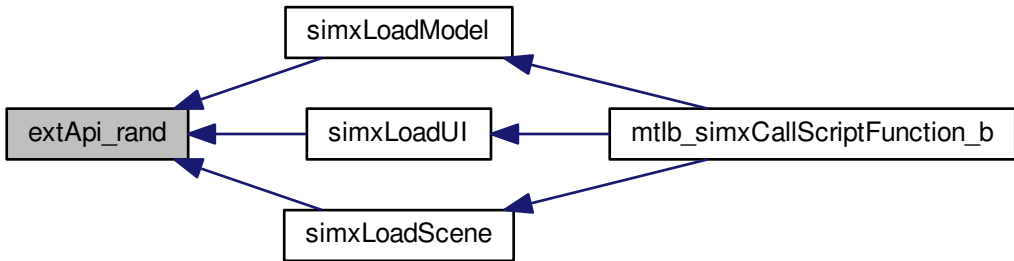 simxLoadModel
extApi_rand
simxLoadUI
mtlb_simxCallScriptFunction_b
simxLoadScene